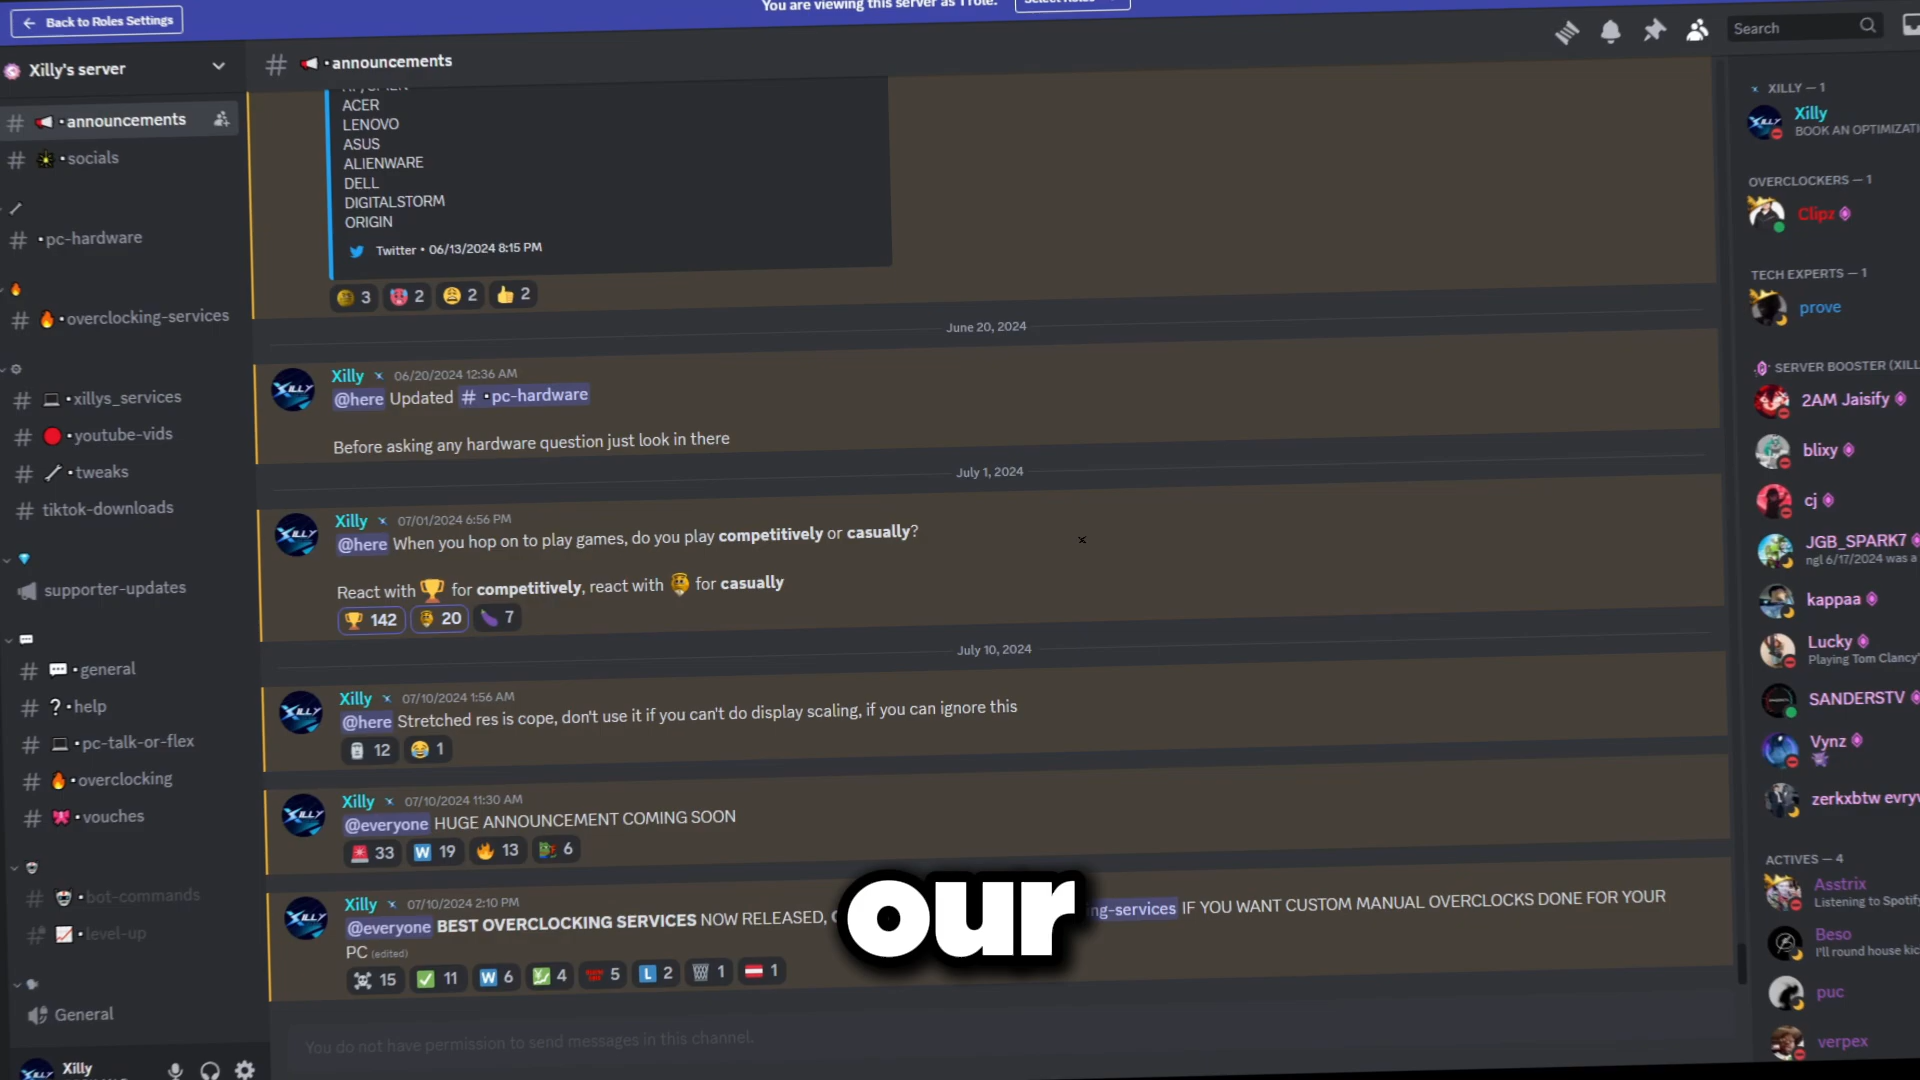 ← Back to Roles Settings
You are viewing this server as 1 role.
Xilly's server
announcements
Search
announcements
socials
pc-hardware
overclocking-services
xillys_services
youtube-vids
tweaks
tiktok-downloads
supporter-updates
general
help
pc-talk-or-flex
overclocking
vouches
bot-commands
level-up
General
Xilly
ACER
LENOVO
ASUS
ALIENWARE
DELL
DIGITALSTORM
ORIGIN
Twitter • 06/13/2024 8:15 PM
3 2 2 2
June 20, 2024
Xilly 06/20/2024 12:36 AM
@here Updated # •pc-hardware
Before asking any hardware question just look in there
July 1, 2024
Xilly 07/01/2024 6:56 PM
@here When you hop on to play games, do you play competitively or casually?
React with 🏆 for competitively, react with for casually
142 20 7
July 10, 2024
Xilly 07/10/2024 1:56 AM
@here Stretched res is cope, don't use it if you can't do display scaling, if you can ignore this
12 1
Xilly 07/10/2024 11:30 AM
@everyone HUGE ANNOUNCEMENT COMING SOON
33 W 19 13 6
Xilly 07/10/2024 2:10 PM
@everyone BEST OVERCLOCKING SERVICES NOW RELEASED, ng-services IF YOU WANT CUSTOM MANUAL OVERCLOCKS DONE FOR YOUR
PC (edited)
15 11 W 6 4 5 L 2 1 1
our
You do not have permission to send messages in this channel.
XILLY — 1
Xilly
BOOK AN OPTIMIZATI
OVERCLOCKERS — 1
Clipz
TECH EXPERTS — 1
prove
SERVER BOOSTER (XILL
2AM Jaisify
blixy
cj
JGB_SPARK7
ngl 6/17/2024 was a
kappaa
Lucky
Playing Tom Clancy'
SANDERSTV
Vynz
zerkxbtw evryw
ACTIVES — 4
Asstrix
Listening to Spotify
Beso
I'll round house kic
puc
verpex